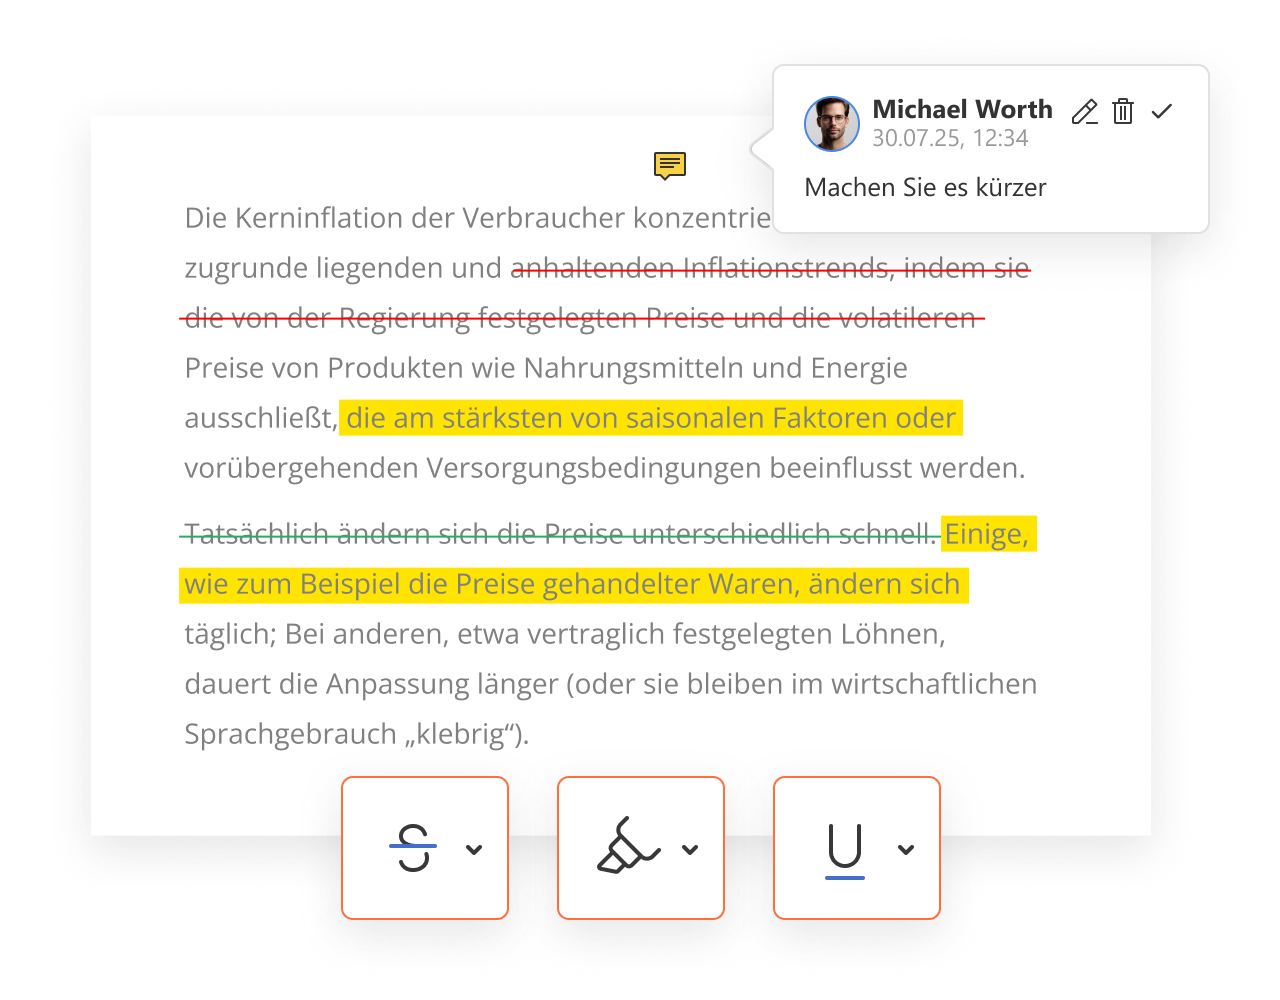 Michael Worth
30.07.25, 12:34
Machen Sie es kürzer
Die Kerninflation der Verbraucher
zugrunde liegenden und anhaltenden Inflationstrends, indem sie
die von der Regierung festgelegten Preise und die volatileren
Preise von Produkten wie Nahrungsmitteln und Energie
ausschließt, die am stärksten von saisonalen Faktoren oder
vorübergehenden Versorgungsbedingungen beeinflusst werden.
Tatsächlich ändern sich die Preise unterschiedlich schnell. Einige,
wie zum Beispiel die Preise gehandelter Waren, ändern sich
täglich; Bei anderen, etwa vertraglich festgelegten Löhnen,
dauert die Anpassung länger (oder sie bleiben im wirtschaftlichen
Sprachgebrauch „klebrig“).